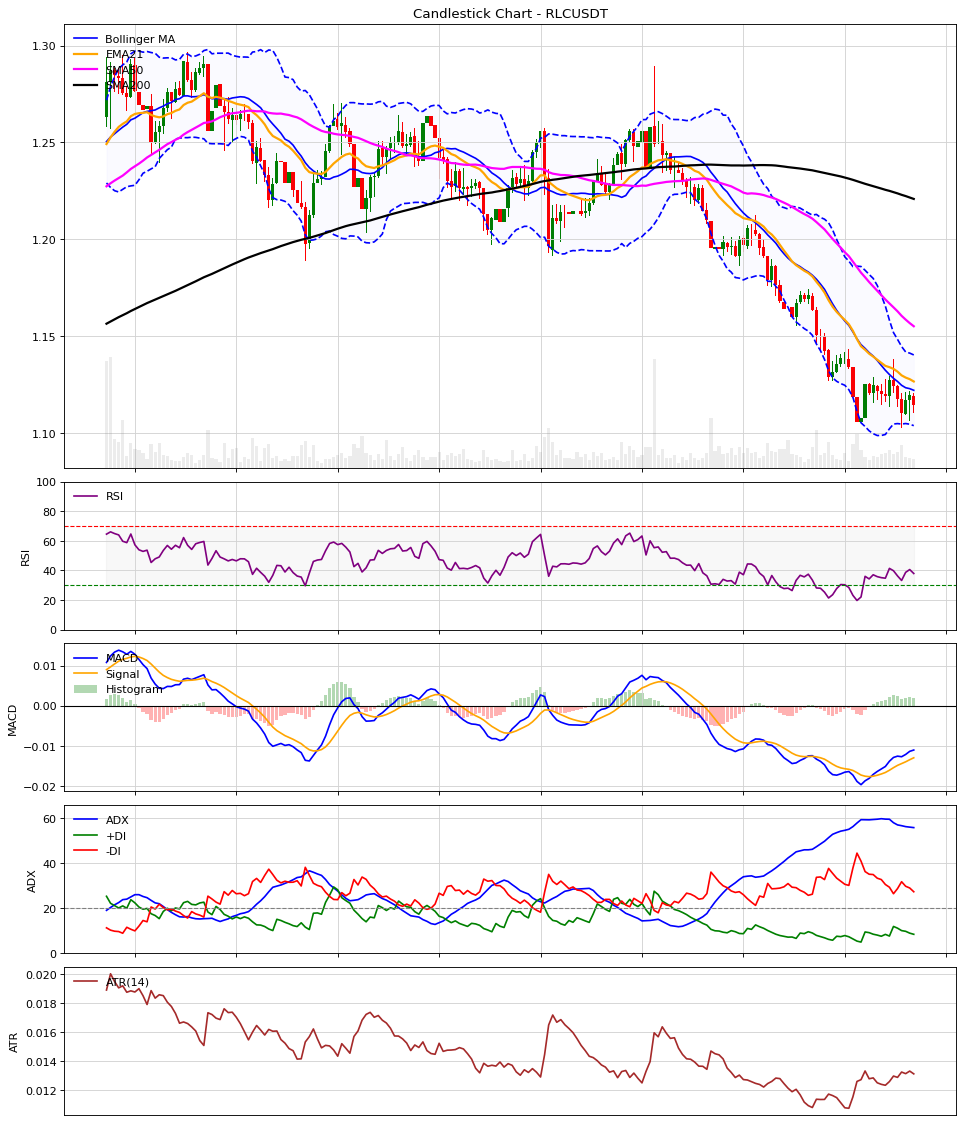 Candlestick Chart - RLCUSDT
Bollinger MA
EMA21
SMA50
SMA200
1.30
1.25
1.20
1.15
1.10
RSI
RSI
100
80
60
40
20
0
MACD
Signal
Histogram
MACD
0.01
0.00
−0.01
−0.02
ADX
+DI
-DI
ADX
60
40
20
0
ATR(14)
ATR
0.020
0.018
0.016
0.014
0.012